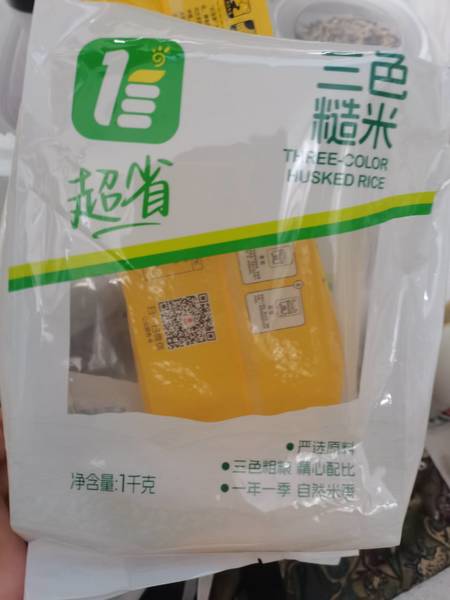 三色
糙米
THREE-COLOR
HUSKED RICE
超省
严选原料
三色粗粮 精心配比
一年一季 自然米香
净含量:1千克